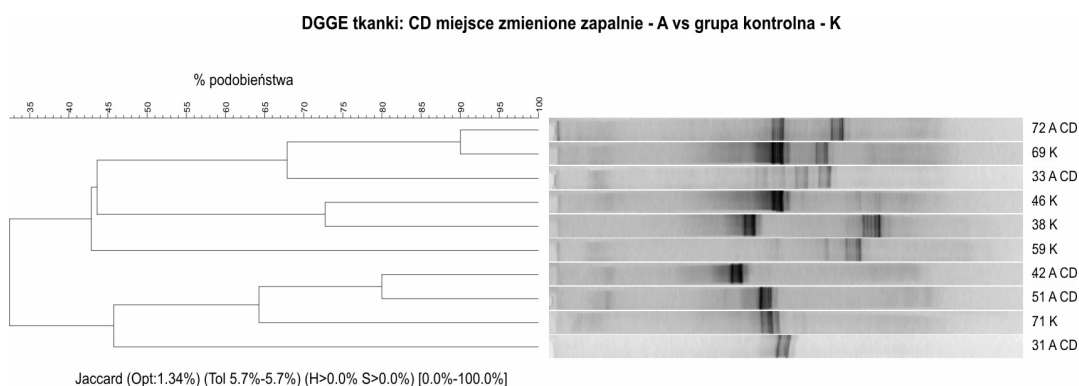 DGGE tkanki: CD miejsce zmienione zapalnie - A vs grupa kontrolna - K
% podobieństwa
35 40 45 50 55 60 65 70 75 80 85 90 95 100
72 A CD
69 K
33 A CD
46 K
38 K
59 K
42 A CD
51 A CD
71 K
31 A CD
Jaccard (Opt:1.34%) (Tol 5.7%-5.7%) (H>0.0% S>0.0%) [0.0%-100.0%]